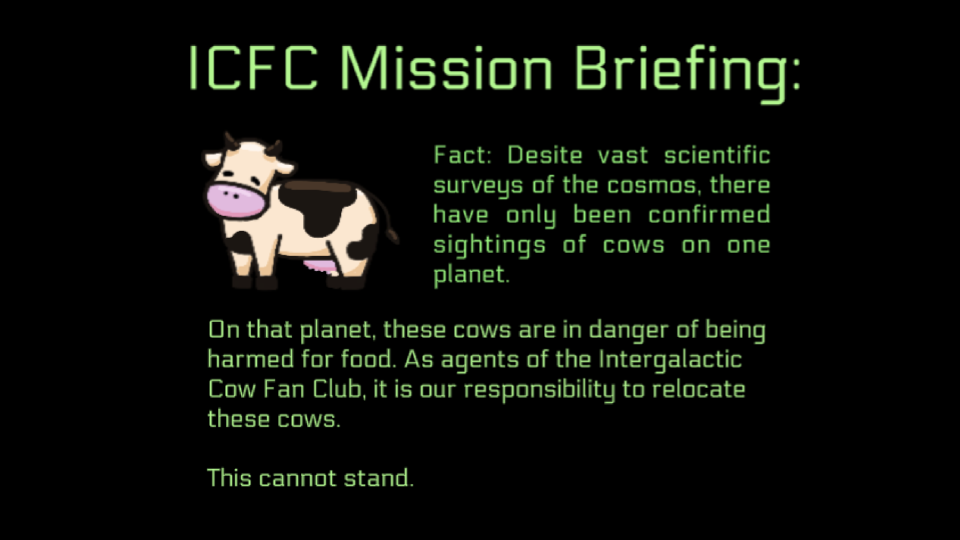 ICFC Mission Briefing:
Fact: Desite vast scientific
surveys of the cosmos, there
have only been confirmed
sightings of cows on one
planet.
On that planet, these cows are in danger of being
harmed for food. As agents of the Intergalactic
Cow Fan Club, it is our responsibility to relocate
these cows.
This cannot stand.